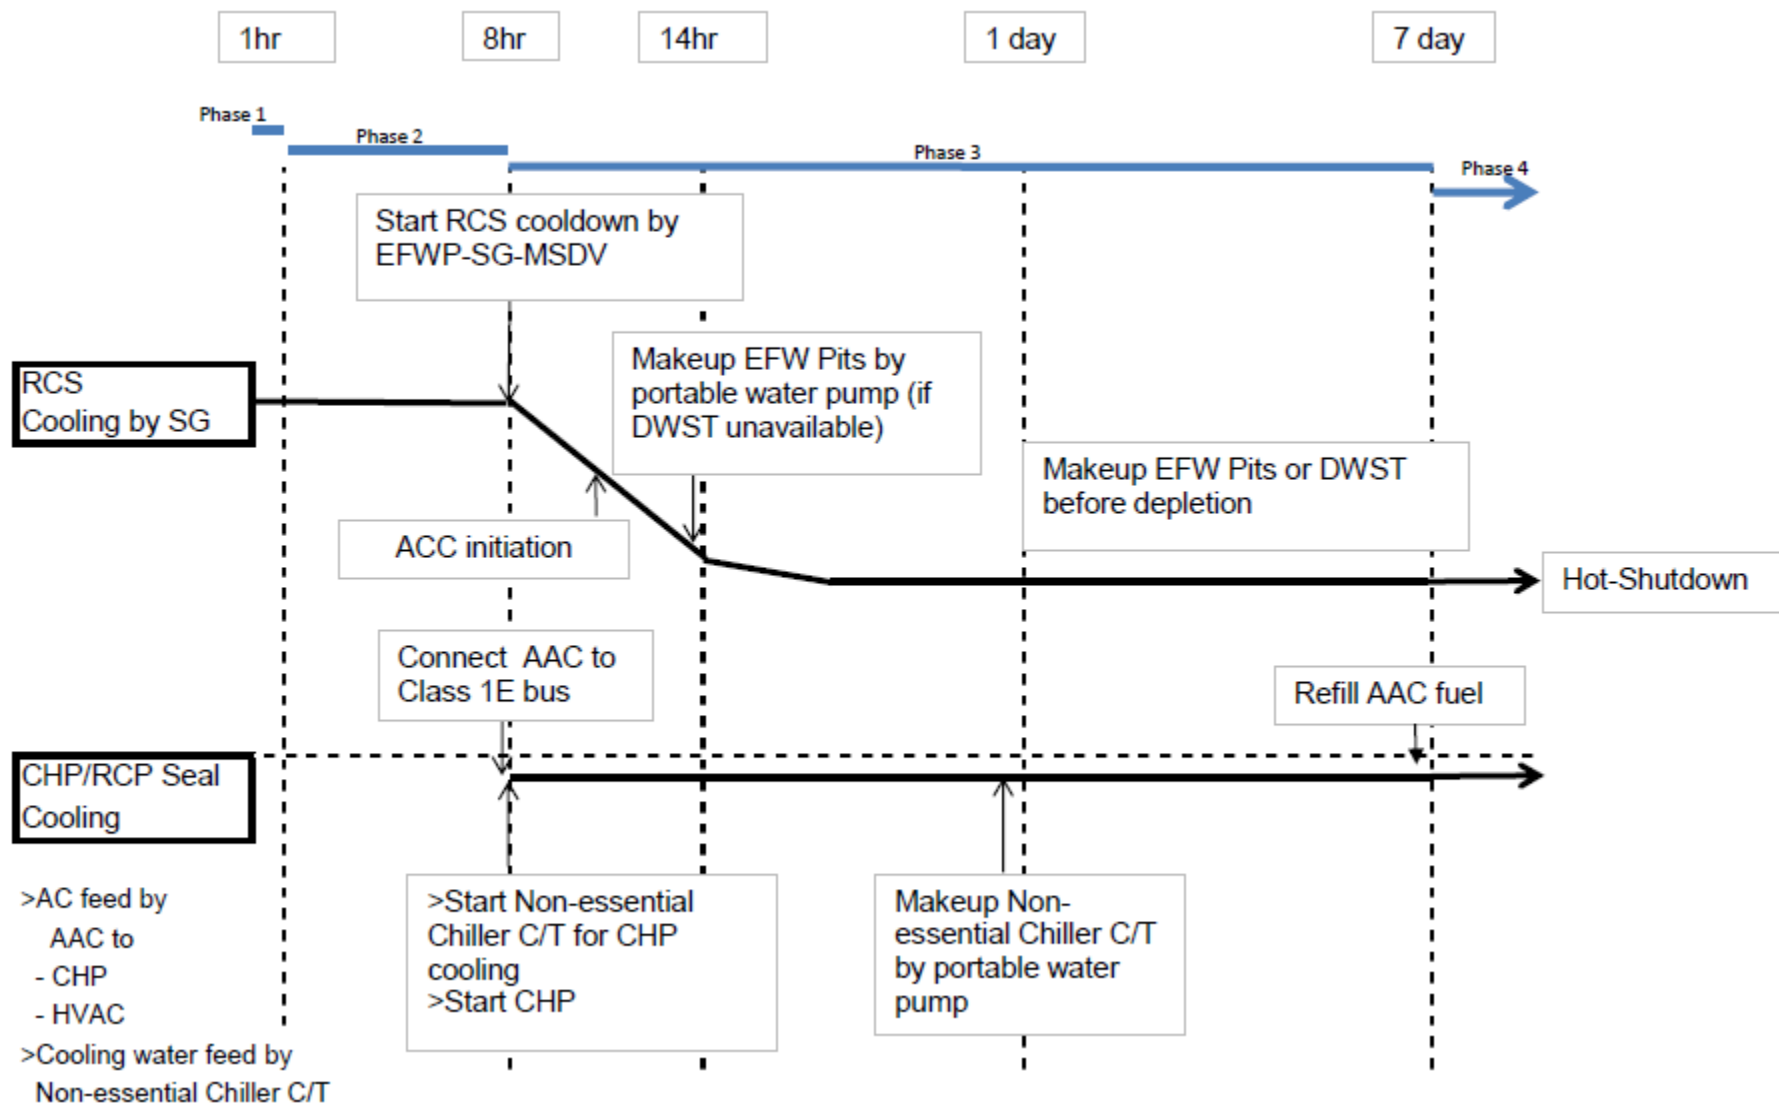 1hr
8hr
14hr
1 day
7 day
Phase 1
Phase 2
Phase 3
Phase 4
Start RCS cooldown by
EFWP-SG-MSDV
RCS
Cooling by SG
Makeup EFW Pits by
portable water pump (if
DWST unavailable)
Makeup EFW Pits or DWST
before depletion
ACC initiation
Hot-Shutdown
Connect AAC to
Class 1E bus
Refill AAC fuel
CHP/RCP Seal
Cooling
>AC feed by
AAC to
- CHP
- HVAC
>Cooling water feed by
Non-essential Chiller C/T
>Start Non-essential
Chiller C/T for CHP
cooling
>Start CHP
Makeup Non-
essential Chiller C/T
by portable water
pump